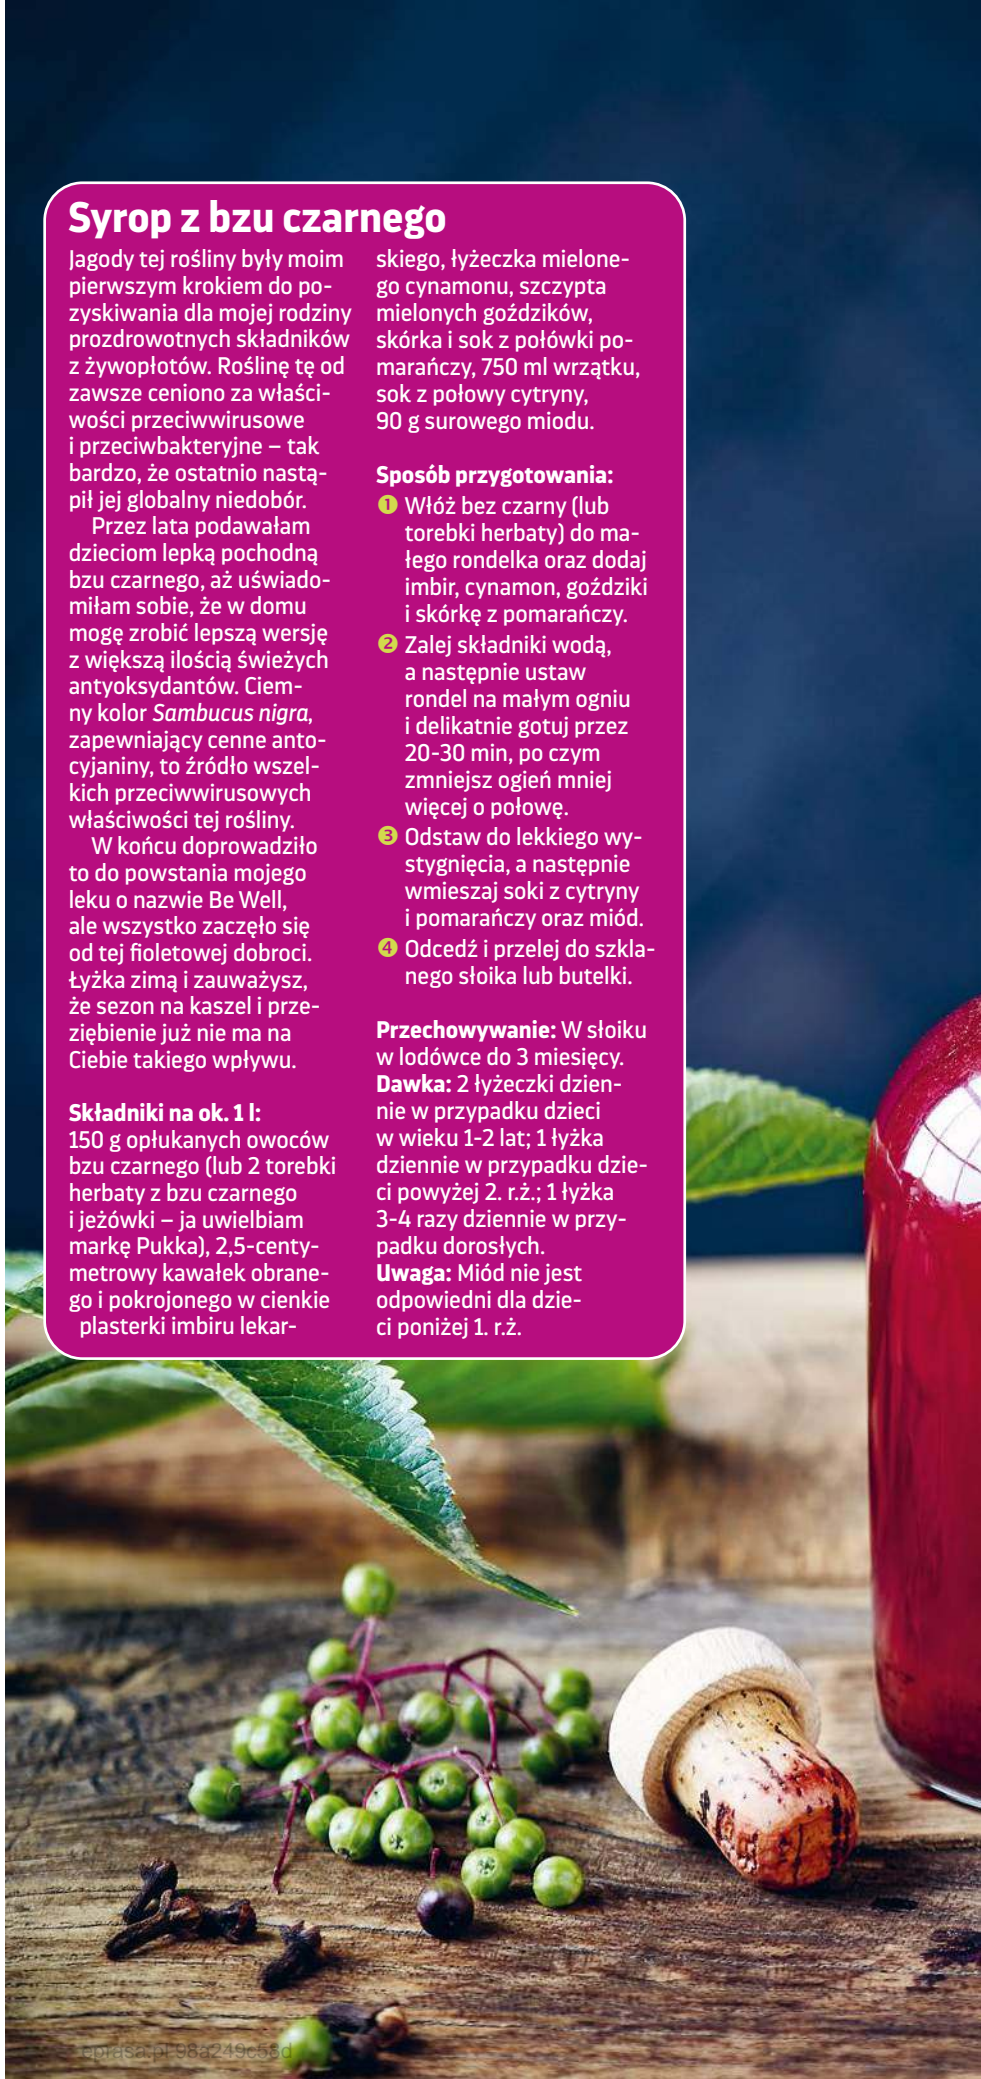 Syrop z bzu czarnego
Jagody tej rośliny były moim
pierwszym krokiem do po-
zyskiwania dla mojej rodziny
prozdrowotnych składników
z żywopłotów. Roślinę tę od
zawsze ceniono za właści-
wości przeciwwirusowe
i przeciwbakteryjne – tak
bardzo, że ostatnio nastą-
pił jej globalny niedobór.
Przez lata podawałam
dzieciom lepką pochodną
bzu czarnego, aż uświado-
miłam sobie, że w domu
mogę zrobić lepszą wersję
z większą ilością świeżych
antyoksydantów. Ciem-
ny kolor Sambucus nigra,
zapewniający cenne anto-
cyjaniny, to źródło wszel-
kich przeciwwirusowych
właściwości tej rośliny.
W końcu doprowadziło
to do powstania mojego
leku o nazwie Be Well,
ale wszystko zaczęło się
od tej fioletowej dobroci.
Łyżka zimą i zauważysz,
że sezon na kaszel i prze-
ziębienie już nie ma na
Ciebie takiego wpływu.
Składniki na ok. 1 l:
150 g opłukanych owoców
bzu czarnego (lub 2 torebki
herbaty z bzu czarnego
i jeżówki – ja uwielbiam
markę Pukka), 2,5-centy-
metrowy kawałek obrane-
go i pokrojonego w cienkie
plasterki imbiru lekar-
skiego, łyżeczka mielone-
go cynamonu, szczypta
mielonych goździków,
skórka i sok z połówki po-
marańczy, 750 ml wrzątku,
sok z połowy cytryny,
90 g surowego miodu.
Sposób przygotowania:
1 Włóż bez czarny (lub
torebki herbaty) do ma-
łego rondelka oraz dodaj
imbir, cynamon, goździki
i skórkę z pomarańczy.
2 Zalej składniki wodą,
a następnie ustaw
rondel na małym ogniu
i delikatnie gotuj przez
20-30 min, po czym
zmniejsz ogień mniej
więcej o połowę.
3 Odstaw do lekkiego wy-
stygnięcia, a następnie
wmieszaj soki z cytryny
i pomarańczy oraz miód.
4 Odcedź i przelej do szkla-
nego słoika lub butelki.
Przechowywanie: W słoiku
w lodówce do 3 miesięcy.
Dawka: 2 łyżeczki dzien-
nie w przypadku dzieci
w wieku 1-2 lat; 1 łyżka
dziennie w przypadku dzie-
ci powyżej 2. r.ż.; 1 łyżka
3-4 razy dziennie w przy-
padku dorosłych.
Uwaga: Miód nie jest
odpowiedni dla dzie-
ci poniżej 1. r.ż.
eprasa.pl 98a249c58d